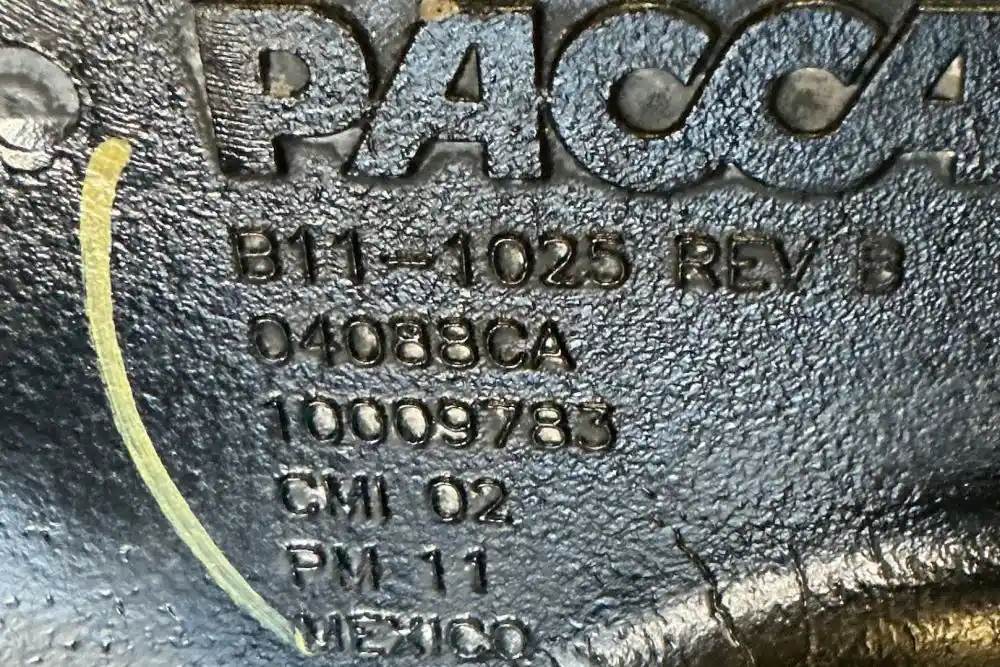 PACCA
B11-1025 REV B
04088CA
10009783
CMI 02
PM 11
MEXICO